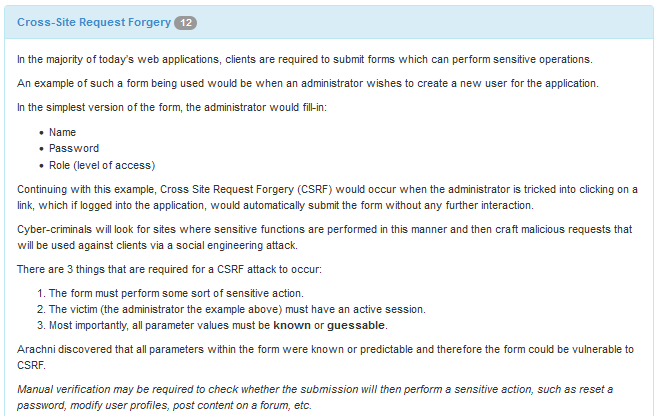 Cross-Site Request Forgery 12
In the majority of today's web applications, clients are required to submit forms which can perform sensitive operations.
An example of such a form being used would be when an administrator wishes to create a new user for the application.
In the simplest version of the form, the administrator would fill-in:
• Name
• Password
• Role (level of access)
Continuing with this example, Cross Site Request Forgery (CSRF) would occur when the administrator is tricked into clicking on a
link, which if logged into the application, would automatically submit the form without any further interaction.
Cyber-criminals will look for sites where sensitive functions are performed in this manner and then craft malicious requests that
will be used against clients via a social engineering attack.
There are 3 things that are required for a CSRF attack to occur:
1. The form must perform some sort of sensitive action.
2. The victim (the administrator the example above) must have an active session.
3. Most importantly, all parameter values must be known or guessable.
Arachni discovered that all parameters within the form were known or predictable and therefore the form could be vulnerable to
CSRF.
Manual verification may be required to check whether the submission will then perform a sensitive action, such as reset a
password, modify user profiles, post content on a forum, etc.